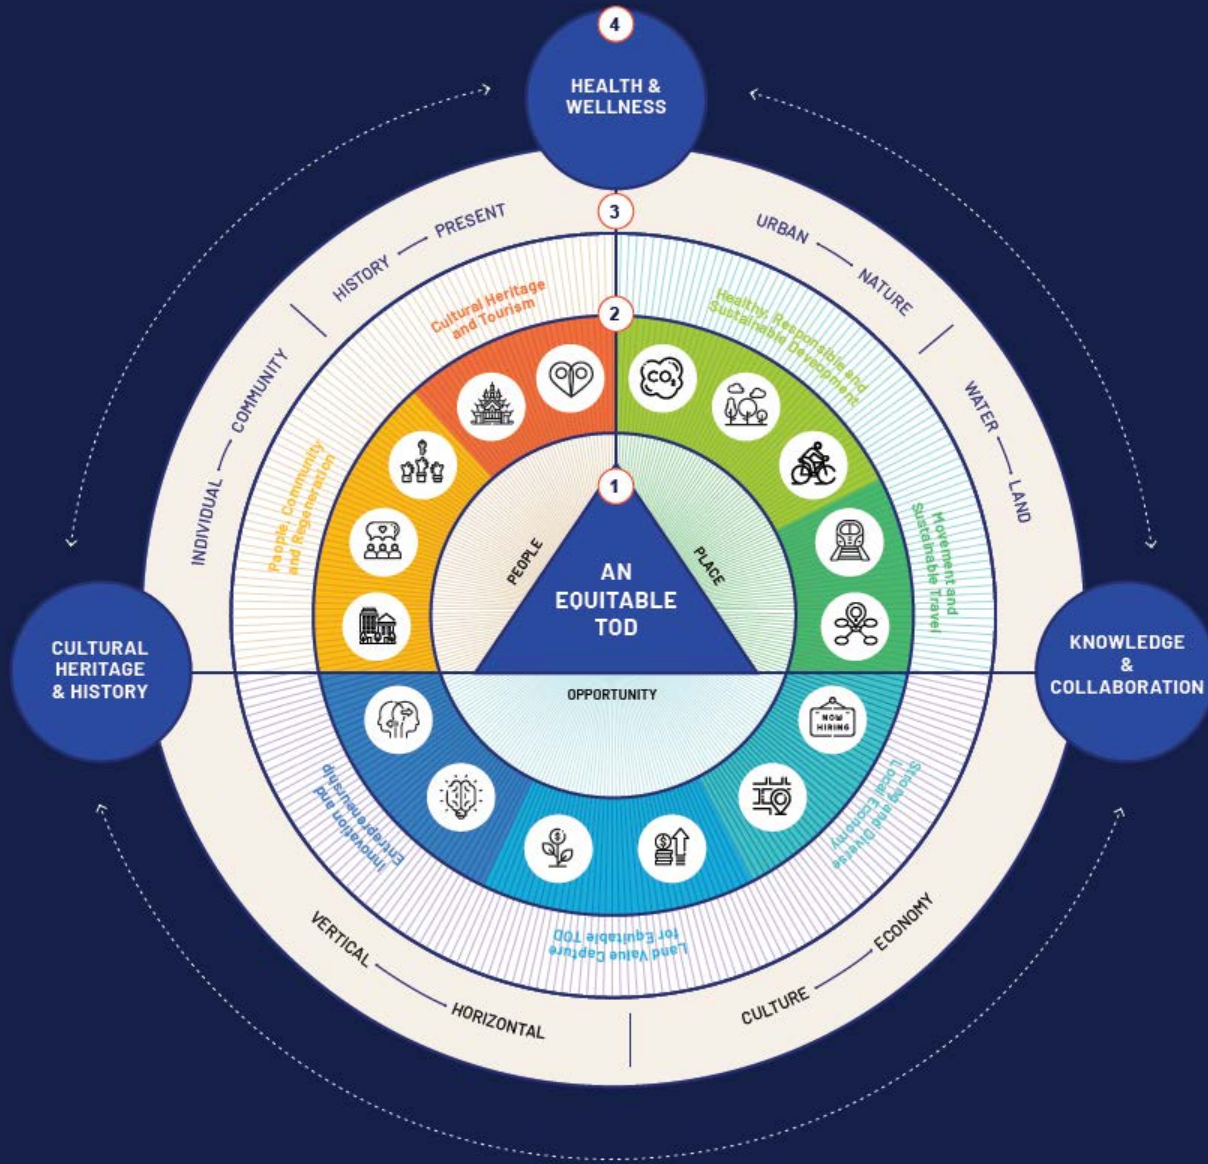 4
HEALTH &
WELLNESS
3
HISTORY
PRESENT
URBAN
NATURE
INDIVIDUAL
COMMUNITY
WATER
LAND
Cultural Heritage
and Tourism
2
Healthy, Responsible and
Sustainable Development
CO₂
People, Community
and Regeneration
Movement and
Sustainable Travel
1
PEOPLE
PLACE
AN
EQUITABLE
TOD
OPPORTUNITY
CULTURAL
HERITAGE
& HISTORY
KNOWLEDGE
&
COLLABORATION
NOW
HIRING
Innovation and
Entrepreneurship
Strong and Diverse
Local Economy
Land Value Capture
for Equitable TOD
VERTICAL
HORIZONTAL
CULTURE
ECONOMY